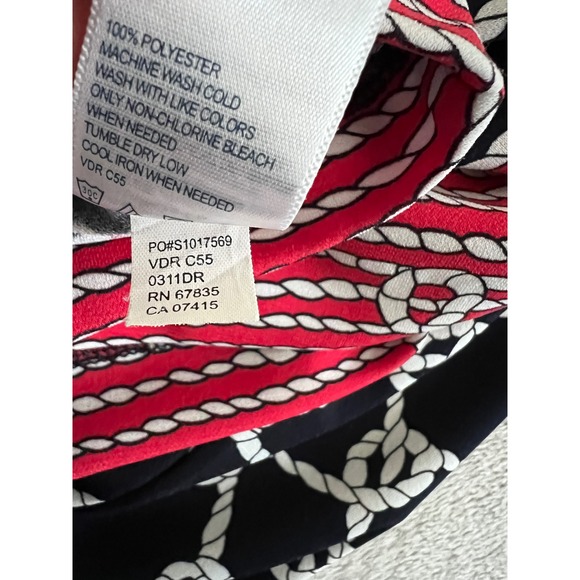 100% POLYESTER
MACHINE WASH COLD
WASH WITH LIKE COLORS
ONLY NON-CHLORINE BLEACH
WHEN NEEDED
TUMBLE DRY LOW
COOL IRON WHEN NEEDED
VDR C55
30C
PO#S1017569
VDR C55
0311DR
RN 67835
CA 07415